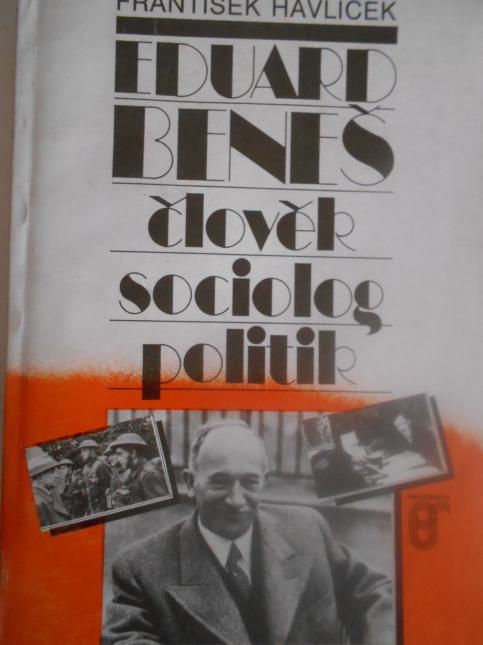 FRANTIŠEK HAVLÍČEK
EDUARD
BENEŠ
člověk
sociolog
politik